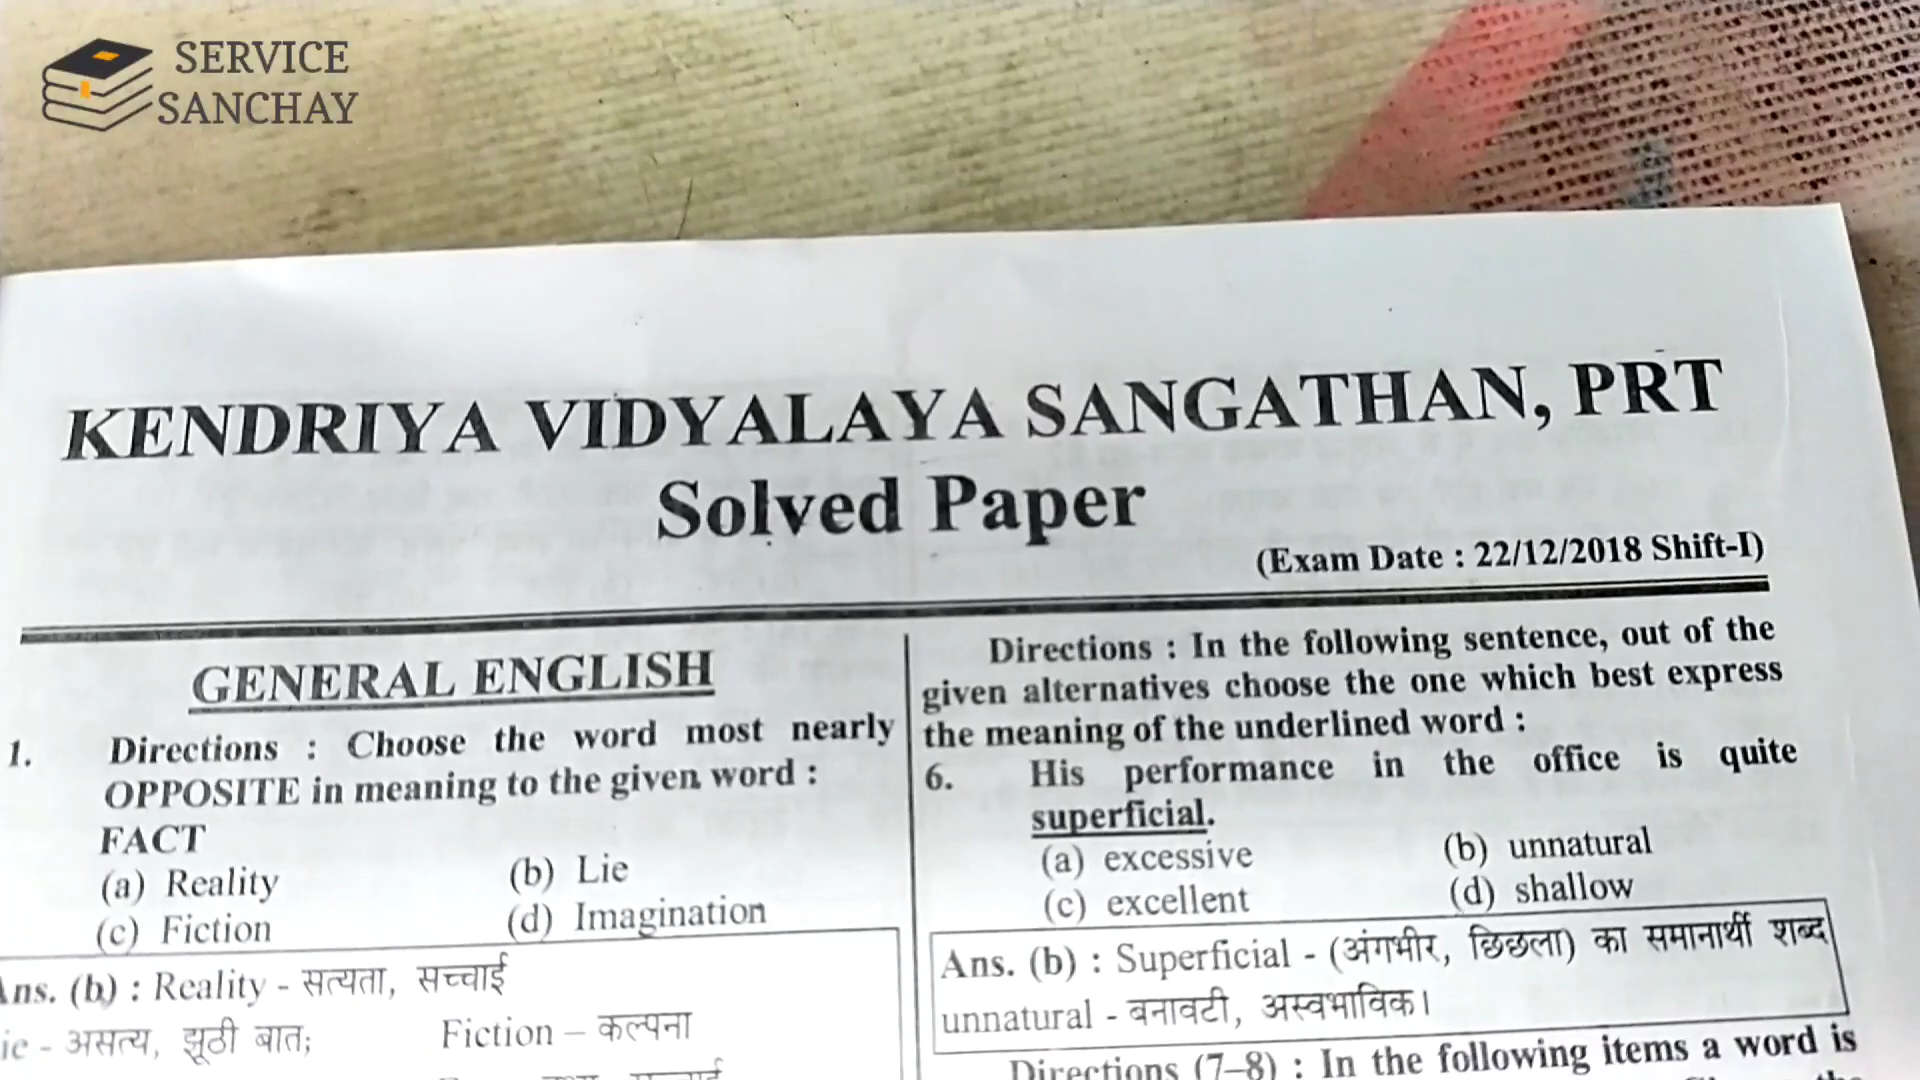 SERVICE
SANCHAY
KENDRIYA VIDYALAYA SANGATHAN, PRT
Solved Paper
(Exam Date : 22/12/2018 Shift-I)
GENERAL ENGLISH
1. Directions : Choose the word most nearly
OPPOSITE in meaning to the given word :
FACT
(a) Reality (b) Lie
(c) Fiction (d) Imagination
Ans. (b) : Reality - सत्यता, सच्चाई
ie - असत्य, झूठी बात; Fiction – कल्पना
Directions : In the following sentence, out of the
given alternatives choose the one which best express
the meaning of the underlined word :
6. His performance in the office is quite
superficial.
(a) excessive (b) unnatural
(c) excellent (d) shallow
Ans. (b) : Superficial - (अंगभीर, छिछला) का समानार्थी शब्द
unnatural - बनावटी, अस्वभाविक।
Directions (7–8) : In the following items a word is